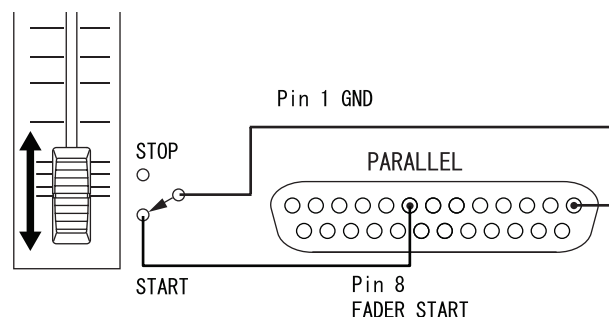 Pin 1 GND
STOP
PARALLEL
START
Pin 8
FADER START